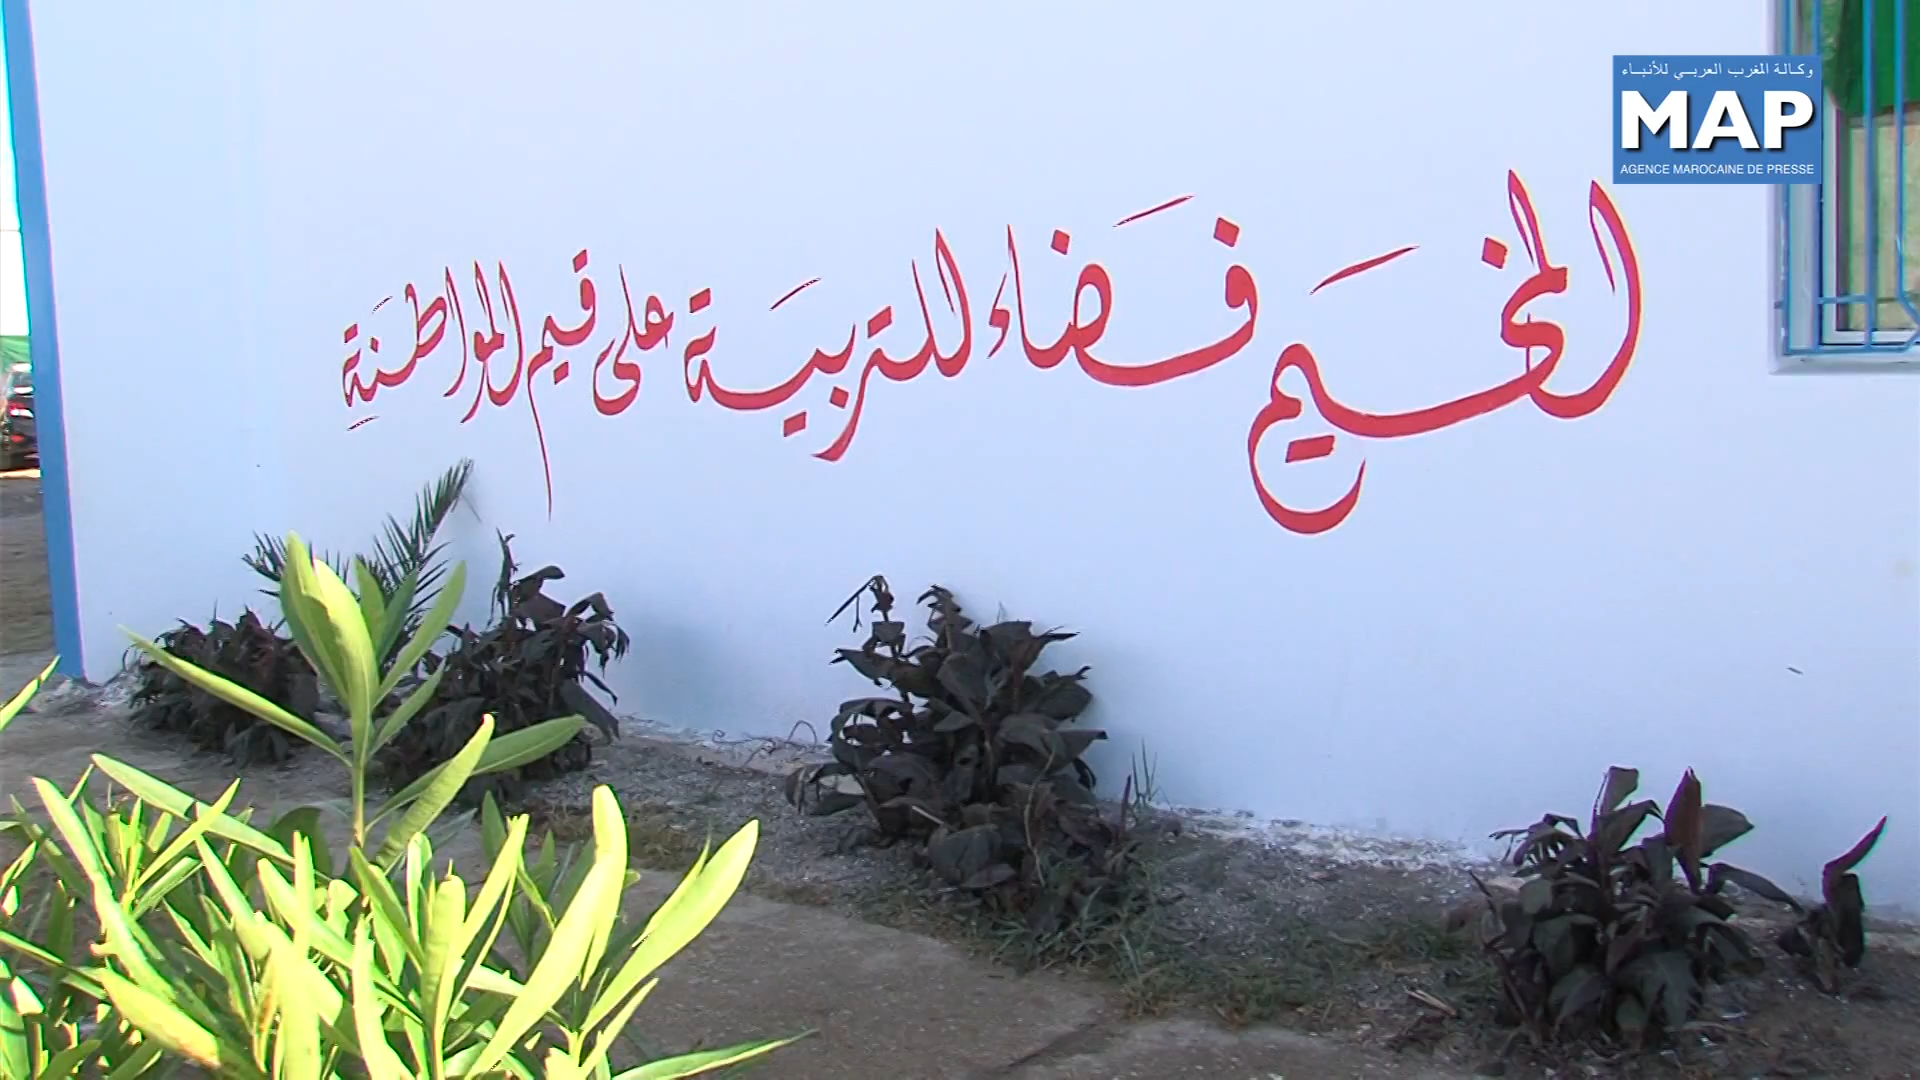 وكالة المغرب العربي للأنباء
MAP
AGENCE MAROCAINE DE PRESSE
المخيم فضاء للتربية على قيم المواطنة